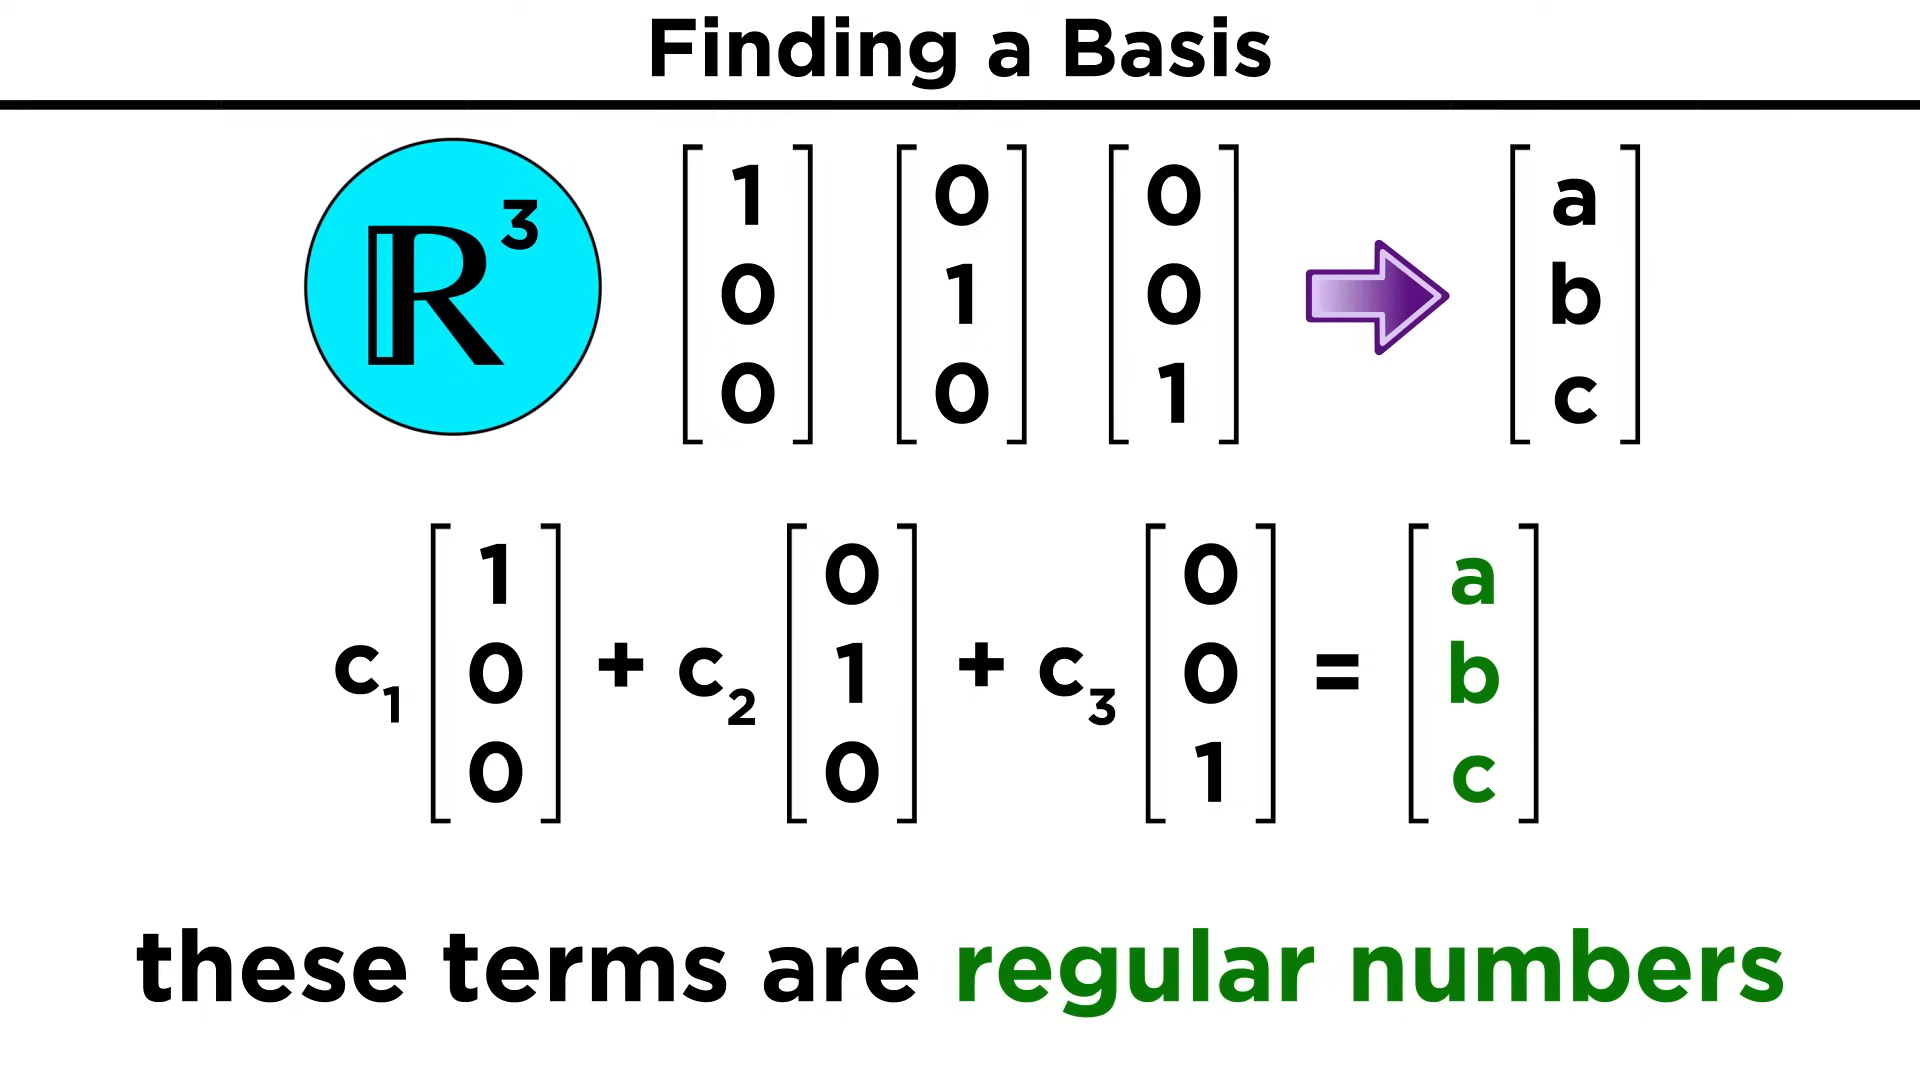 Finding a Basis
ℝ³ [1 0 0] [0 1 0] [0 0 1] [a b c]
c₁ [1 0 0] + c₂ [0 1 0] + c₃ [0 0 1] = [a b c]
these terms are regular numbers